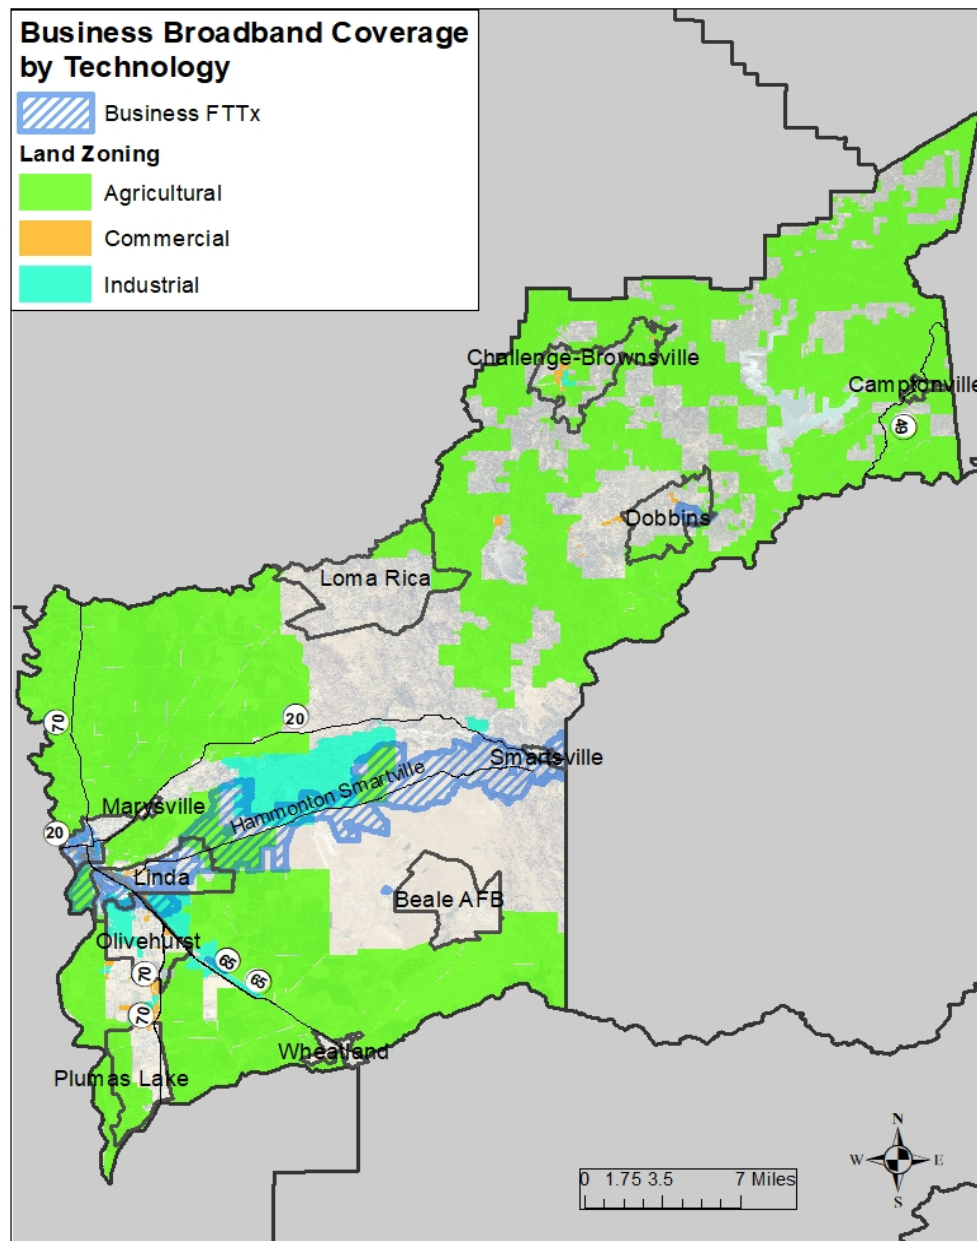 Business Broadband Coverage
by Technology
Business FTTx
Land Zoning
Agricultural
Commercial
Industrial
Challenge-Brownsville
Camptonville
49
Dobbins
Loma Rica
70
20
Smartsville
Hammonton Smartville
Marysville
20
Linda
Beale AFB
Olivehurst
65
70
65
70
Wheatland
Plumas Lake
N
W
E
S
0 1.75 3.5 7 Miles